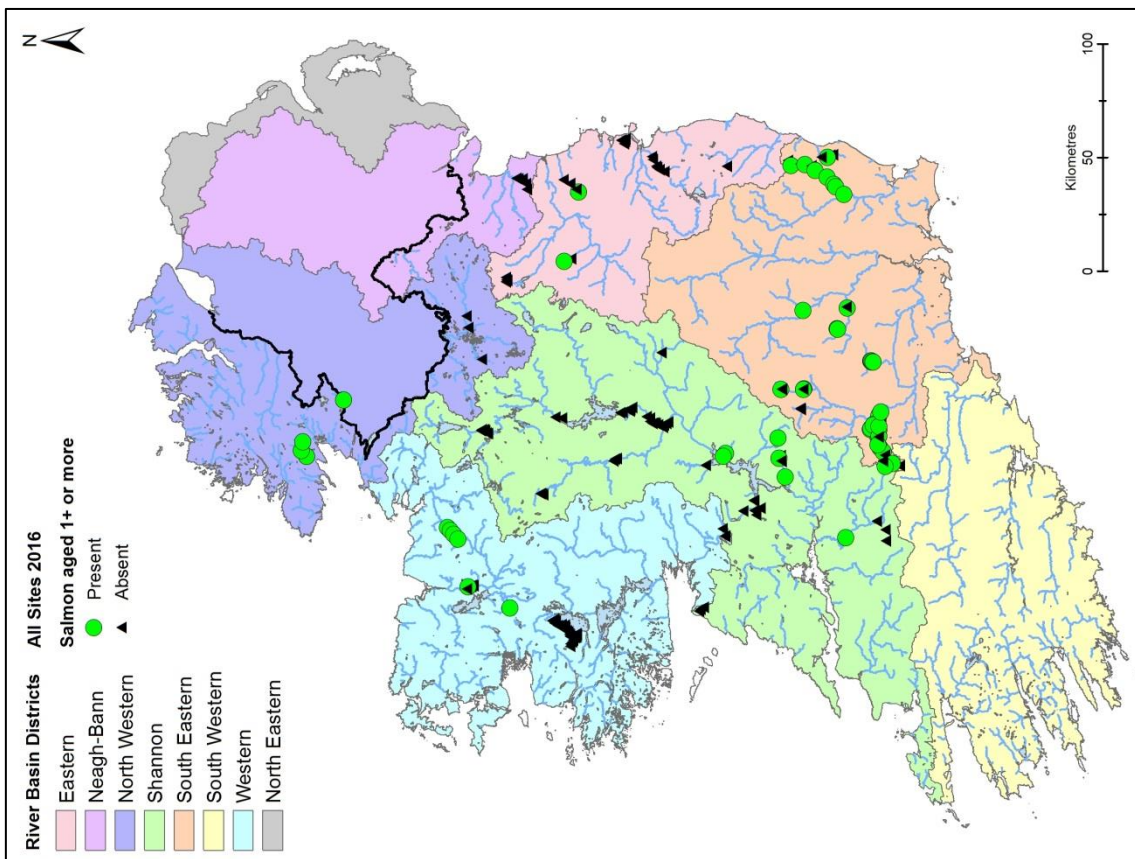 River Basin Districts
Eastern
Neagh-Bann
North Western
Shannon
South Eastern
South Western
Western
North Eastern
All Sites 2016
Salmon aged 1+ or more
Present
Absent
N
0 50 100
Kilometres